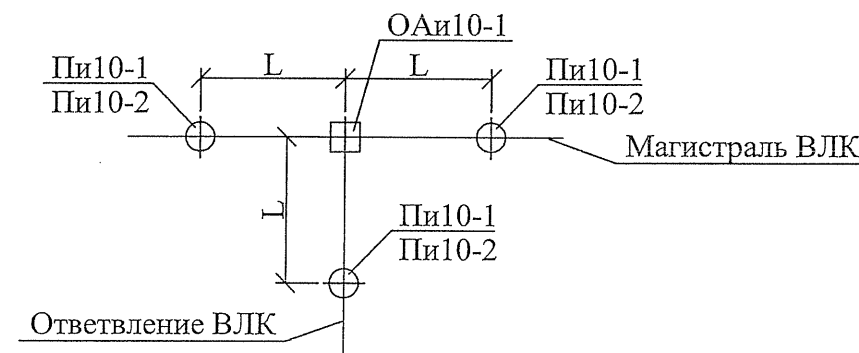 ОАи10-1
Пи10-1
Пи10-2
L
L
Пи10-1
Пи10-2
Магистраль ВЛК
L
Пи10-1
Пи10-2
Ответвление ВЛК